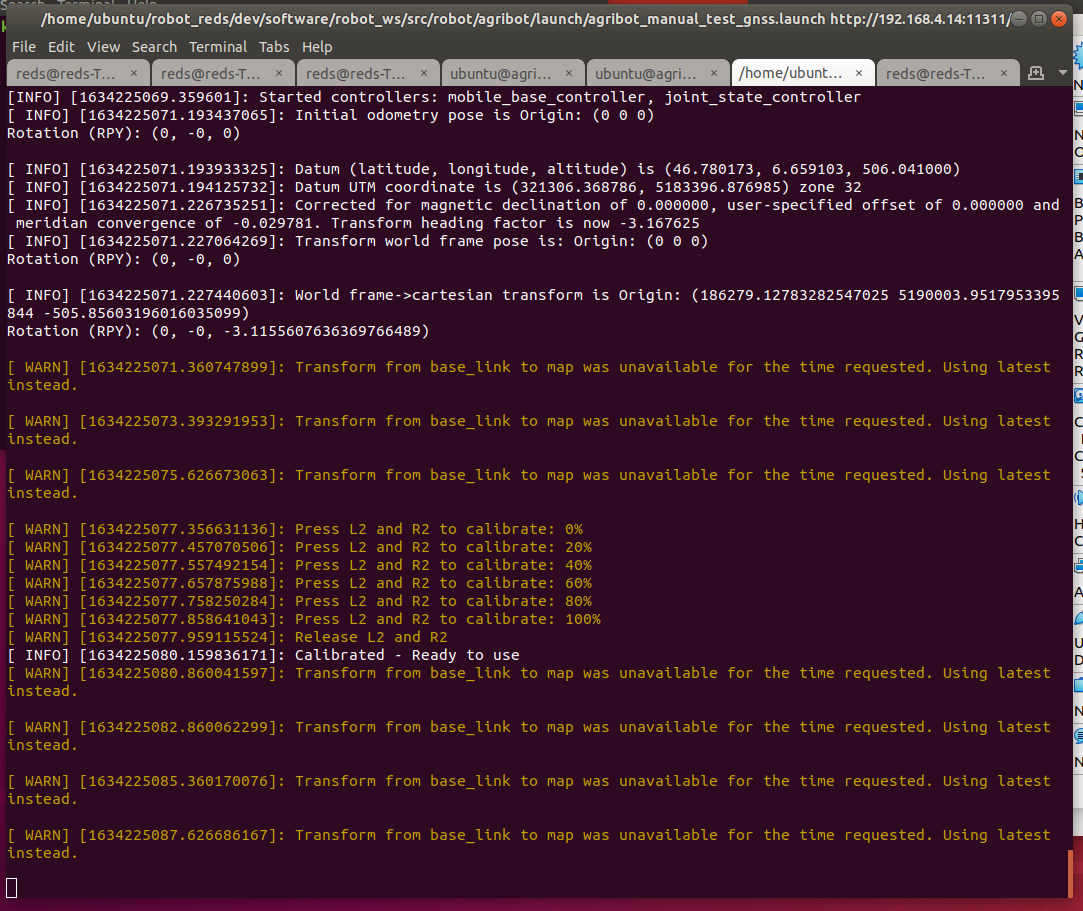 /home/ubuntu/robot_reds/dev/software/robot_ws/src/robot/agribot/launch/agribot_manual_test_gnss.launch http://192.168.4.14:11311/
File Edit View Search Terminal Tabs Help
reds@reds-T... × reds@reds-T... × reds@reds-T... × ubuntu@agri... × ubuntu@agri... × /home/ubunt... × reds@reds-T... ×
[INFO] [1634225069.359601]: Started controllers: mobile_base_controller, joint_state_controller
[ INFO] [1634225071.193437065]: Initial odometry pose is Origin: (0 0 0)
Rotation (RPY): (0, -0, 0)
[ INFO] [1634225071.193933325]: Datum (latitude, longitude, altitude) is (46.780173, 6.659103, 506.041000)
[ INFO] [1634225071.194125732]: Datum UTM coordinate is (321306.368786, 5183396.876985) zone 32
[ INFO] [1634225071.226735251]: Corrected for magnetic declination of 0.000000, user-specified offset of 0.000000 and
meridian convergence of -0.029781. Transform heading factor is now -3.167625
[ INFO] [1634225071.227064269]: Transform world frame pose is: Origin: (0 0 0)
Rotation (RPY): (0, -0, 0)
[ INFO] [1634225071.227440603]: World frame->cartesian transform is Origin: (186279.12783282547025 5190003.9517953395
844 -505.85603196016035099)
Rotation (RPY): (0, -0, -3.1155607636369766489)
[ WARN] [1634225071.360747899]: Transform from base_link to map was unavailable for the time requested. Using latest
instead.
[ WARN] [1634225073.393291953]: Transform from base_link to map was unavailable for the time requested. Using latest
instead.
[ WARN] [1634225075.626673063]: Transform from base_link to map was unavailable for the time requested. Using latest
instead.
[ WARN] [1634225077.356631136]: Press L2 and R2 to calibrate: 0%
[ WARN] [1634225077.457070506]: Press L2 and R2 to calibrate: 20%
[ WARN] [1634225077.557492154]: Press L2 and R2 to calibrate: 40%
[ WARN] [1634225077.657875988]: Press L2 and R2 to calibrate: 60%
[ WARN] [1634225077.758250284]: Press L2 and R2 to calibrate: 80%
[ WARN] [1634225077.858641043]: Press L2 and R2 to calibrate: 100%
[ WARN] [1634225077.959115524]: Release L2 and R2
[ INFO] [1634225080.159836171]: Calibrated - Ready to use
[ WARN] [1634225080.860041597]: Transform from base_link to map was unavailable for the time requested. Using latest
instead.
[ WARN] [1634225082.860062299]: Transform from base_link to map was unavailable for the time requested. Using latest
instead.
[ WARN] [1634225085.360170076]: Transform from base_link to map was unavailable for the time requested. Using latest
instead.
[ WARN] [1634225087.626686167]: Transform from base_link to map was unavailable for the time requested. Using latest
instead.